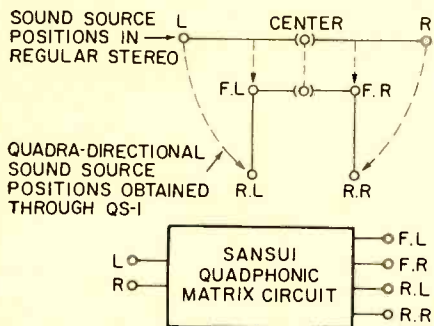 SOUND SOURCE
POSITIONS IN
REGULAR STEREO
L
CENTER
R
F.L
F.R
QUADRA-DIRECTIONAL
SOUND SOURCE
POSITIONS OBTAINED
THROUGH QS-1
R.L
R.R
L
R
SANSUI
QUADPHONIC
MATRIX CIRCUIT
F.L
F.R
R.L
R.R